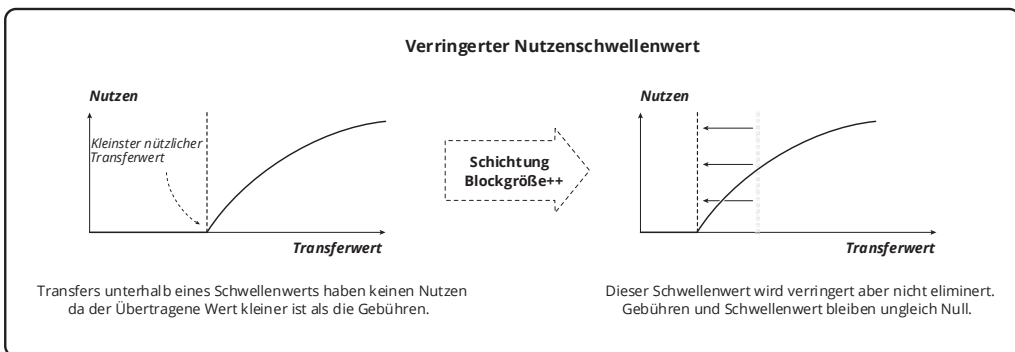 Verringerter Nutzenschwellenwert
Nutzen
Kleinster nützlicher
Transferwert
Transferwert
Schichtung
Blockgröße++
Nutzen
Transferwert
Transfers unterhalb eines Schwellenwerts haben keinen Nutzen
da der Übertragene Wert kleiner ist als die Gebühren.
Dieser Schwellenwert wird verringert aber nicht eliminert.
Gebühren und Schwellenwert bleiben ungleich Null.